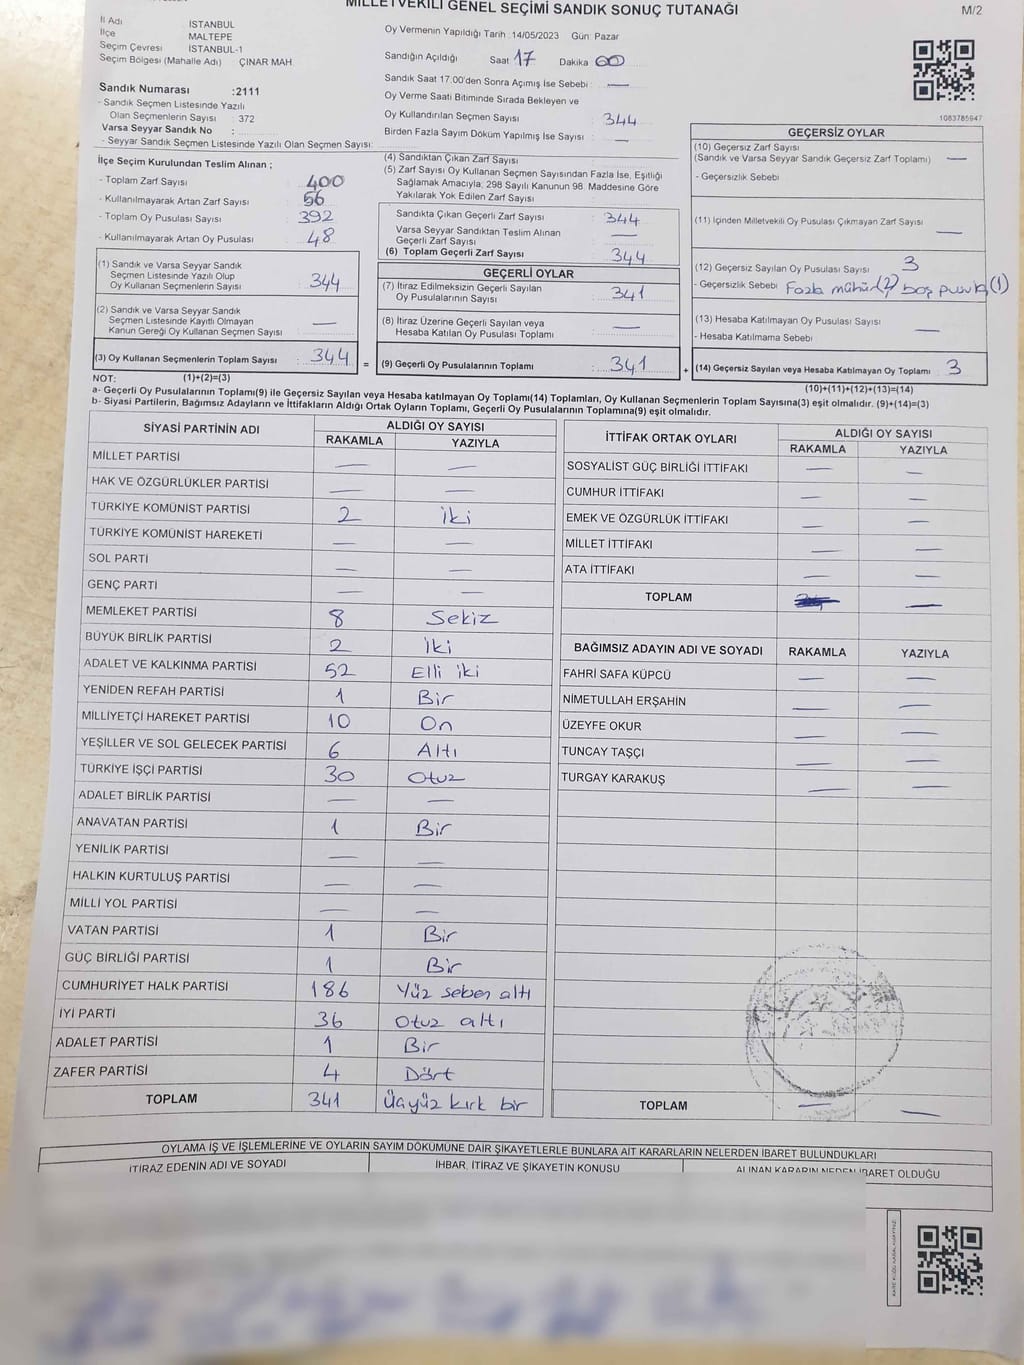 MİLLETVEKİLİ GENEL SEÇİMİ SANDIK SONUÇ TUTANAĞI
M/2
İl Adı İSTANBUL
İlçe MALTEPE
Seçim Çevresi İSTANBUL-1
Seçim Bölgesi (Mahalle Adı) ÇINAR MAH.
Oy Vermenin Yapıldığı Tarih :14/05/2023 Gün: Pazar
Sandığın Açıldığı Saat 17 Dakika 00
Sandık Saat 17.00'den Sonra Açımış İse Sebebi : —
Oy Verme Saati Bitiminde Sırada Bekleyen ve
Oy Kullandırılan Seçmen Sayısı : 344
Birden Fazla Sayım Döküm Yapılmış İse Sayısı : —
1083785947
Sandık Numarası :2111
- Sandık Seçmen Listesinde Yazılı
Olan Seçmenlerin Sayısı : 372
Varsa Seyyar Sandık No :
- Seyyar Sandık Seçmen Listesinde Yazılı Olan Seçmen Sayısı:
İlçe Seçim Kurulundan Teslim Alınan ;
- Toplam Zarf Sayısı : 400
- Kullanılmayarak Artan Zarf Sayısı : 56
- Toplam Oy Pusulası Sayısı : 392
- Kullanılmayarak Artan Oy Pusulası : 48
(1) Sandık ve Varsa Seyyar Sandık
Seçmen Listesinde Yazılı Olup
Oy Kullanan Seçmenlerin Sayısı : 344
(2) Sandık ve Varsa Seyyar Sandık
Seçmen Listesinde Kayıtlı Olmayan
Kanun Gereği Oy Kullanan Seçmen Sayısı : —
(3) Oy Kullanan Seçmenlerin Toplam Sayısı : 344 =
(1)+(2)=(3)
(4) Sandıktan Çıkan Zarf Sayısı :
(5) Zarf Sayısı Oy Kullanan Seçmen Sayısından Fazla İse, Eşitliği
Sağlamak Amacıyla, 298 Sayılı Kanunun 98. Maddesine Göre
Yakılarak Yok Edilen Zarf Sayısı :
Sandıkta Çıkan Geçerli Zarf Sayısı : 344
Varsa Seyyar Sandıktan Teslim Alınan
Geçerli Zarf Sayısı : —
(6) Toplam Geçerli Zarf Sayısı : 344
GEÇERLİ OYLAR
(7) İtiraz Edilmeksizin Geçerli Sayılan
Oy Pusulalarının Sayısı : 341
(8) İtiraz Üzerine Geçerli Sayılan veya
Hesaba Katılan Oy Pusulaları Toplamı : —
(9) Geçerli Oy Pusulalarının Toplamı : 341 +
GEÇERSİZ OYLAR
(10) Geçersiz Zarf Sayısı
(Sandık ve Varsa Seyyar Sandık Geçersiz Zarf Toplamı) —
- Geçersizlik Sebebi
(11) İçinden Milletvekili Oy Pusulası Çıkmayan Zarf Sayısı : —
(12) Geçersiz Sayılan Oy Pusulası Sayısı 3
- Geçersizlik Sebebi Fazla mühür(2) boş pusula(1)
(13) Hesaba Katılmayan Oy Pusulası Sayısı —
- Hesaba Katılmama Sebebi
(14) Geçersiz Sayılan veya Hesaba Katılmayan Oy Toplamı : 3
(10)+(11)+(12)+(13)=(14)
NOT:
a- Geçerli Oy Pusulalarının Toplamı(9) ile Geçersiz Sayılan veya Hesaba katılmayan Oy Toplamı(14) Toplamları, Oy Kullanan Seçmenlerin Toplam Sayısına(3) eşit olmalıdır. (9)+(14)=(3)
b- Siyasi Partilerin, Bağımsız Adayların ve İttifakların Aldığı Ortak Oyların Toplamı, Geçerli Oy Pusulalarının Toplamına(9) eşit olmalıdır.
SİYASİ PARTİNİN ADI ALDIĞI OY SAYISI
RAKAMLA YAZIYLA
MİLLET PARTİSİ — —
HAK VE ÖZGÜRLÜKLER PARTİSİ — —
TÜRKİYE KOMÜNİST PARTİSİ 2 iki
TÜRKİYE KOMÜNİST HAREKETİ — —
SOL PARTİ — —
GENÇ PARTİ — —
MEMLEKET PARTİSİ 8 Sekiz
BÜYÜK BİRLİK PARTİSİ 2 iki
ADALET VE KALKINMA PARTİSİ 52 Elli iki
YENİDEN REFAH PARTİSİ 1 Bir
MİLLİYETÇİ HAREKET PARTİSİ 10 On
YEŞİLLER VE SOL GELECEK PARTİSİ 6 Altı
TÜRKİYE İŞÇİ PARTİSİ 30 Otuz
ADALET BİRLİK PARTİSİ — —
ANAVATAN PARTİSİ 1 Bir
YENİLİK PARTİSİ — —
HALKIN KURTULUŞ PARTİSİ — —
MİLLİ YOL PARTİSİ — —
VATAN PARTİSİ 1 Bir
GÜÇ BİRLİĞİ PARTİSİ 1 Bir
CUMHURİYET HALK PARTİSİ 186 Yüz seksen altı
İYİ PARTİ 36 Otuz altı
ADALET PARTİSİ 1 Bir
ZAFER PARTİSİ 4 Dört
TOPLAM 341 Üçyüz kırk bir
İTTİFAK ORTAK OYLARI ALDIĞI OY SAYISI
RAKAMLA YAZIYLA
SOSYALİST GÜÇ BİRLİĞİ İTTİFAKI — —
CUMHUR İTTİFAKI — —
EMEK VE ÖZGÜRLÜK İTTİFAKI — —
MİLLET İTTİFAKI — —
ATA İTTİFAKI — —
TOPLAM —
BAĞIMSIZ ADAYIN ADI VE SOYADI RAKAMLA YAZIYLA
FAHRİ SAFA KÜPCÜ — —
NİMETULLAH ERŞAHİN — —
ÜZEYFE OKUR — —
TUNCAY TAŞÇI — —
TURGAY KARAKUŞ — —
TOPLAM — —
OYLAMA İŞ VE İŞLEMLERİNE VE OYLARIN SAYIM DÖKÜMÜNE DAİR ŞİKAYETLERLE BUNLARA AİT KARARLARIN NELERDEN İBARET BULUNDUKLARI
İTİRAZ EDENİN ADI VE SOYADI İHBAR, İTİRAZ VE ŞİKAYETİN KONUSU ALINAN KARARIN NEDEN İBARET OLDUĞU